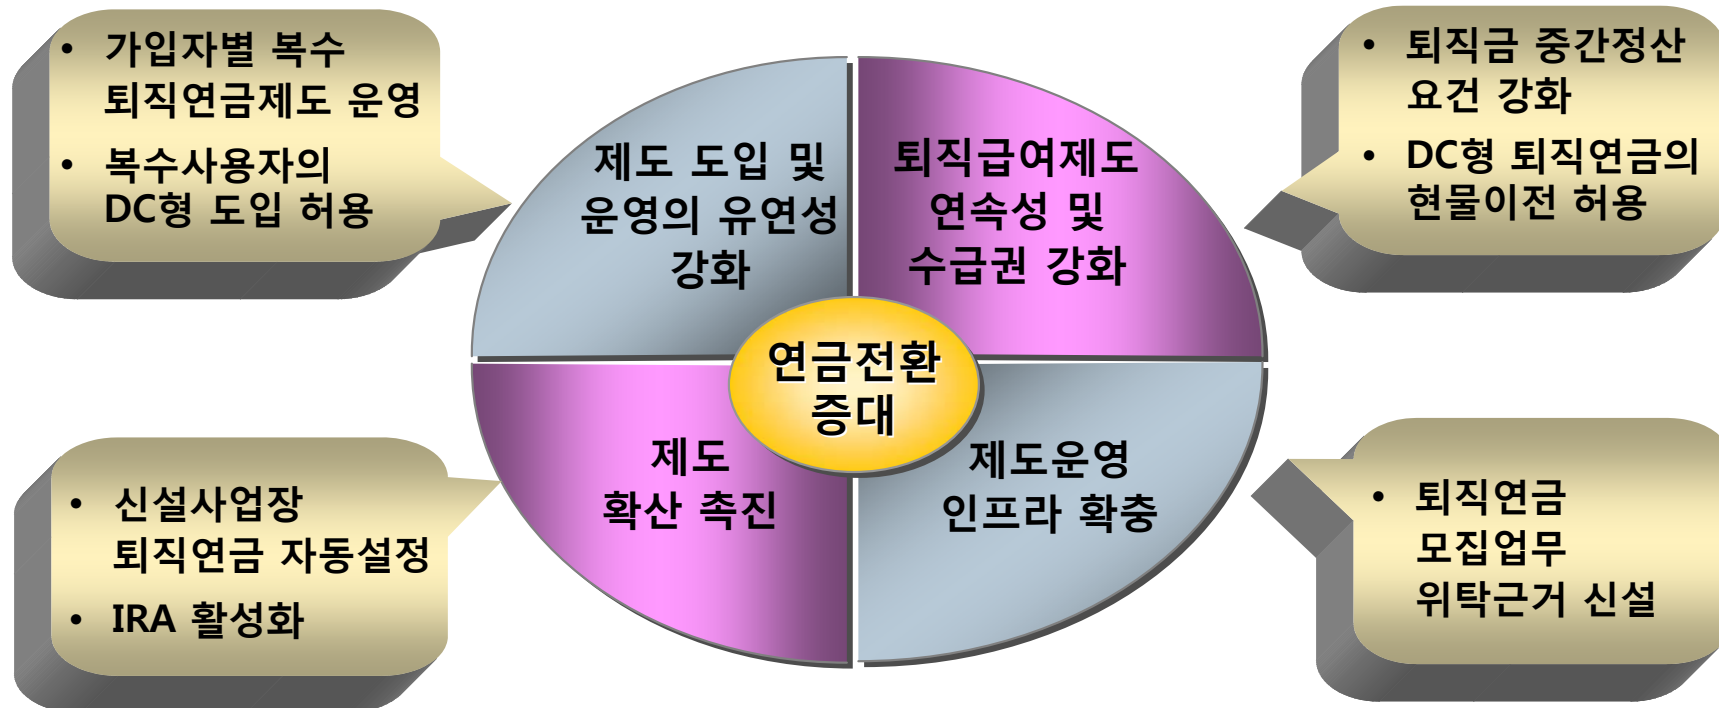 • 가입자별 복수
퇴직연금제도 운영
• 복수사용자의
DC형 도입 허용
제도 도입 및
운영의 유연성
강화
퇴직급여제도
연속성 및
수급권 강화
• 퇴직금 중간정산
요건 강화
• DC형 퇴직연금의
현물이전 허용
연금전환
증대
• 신설사업장
퇴직연금 자동설정
• IRA 활성화
제도
확산 촉진
제도운영
인프라 확충
• 퇴직연금
모집업무
위탁근거 신설